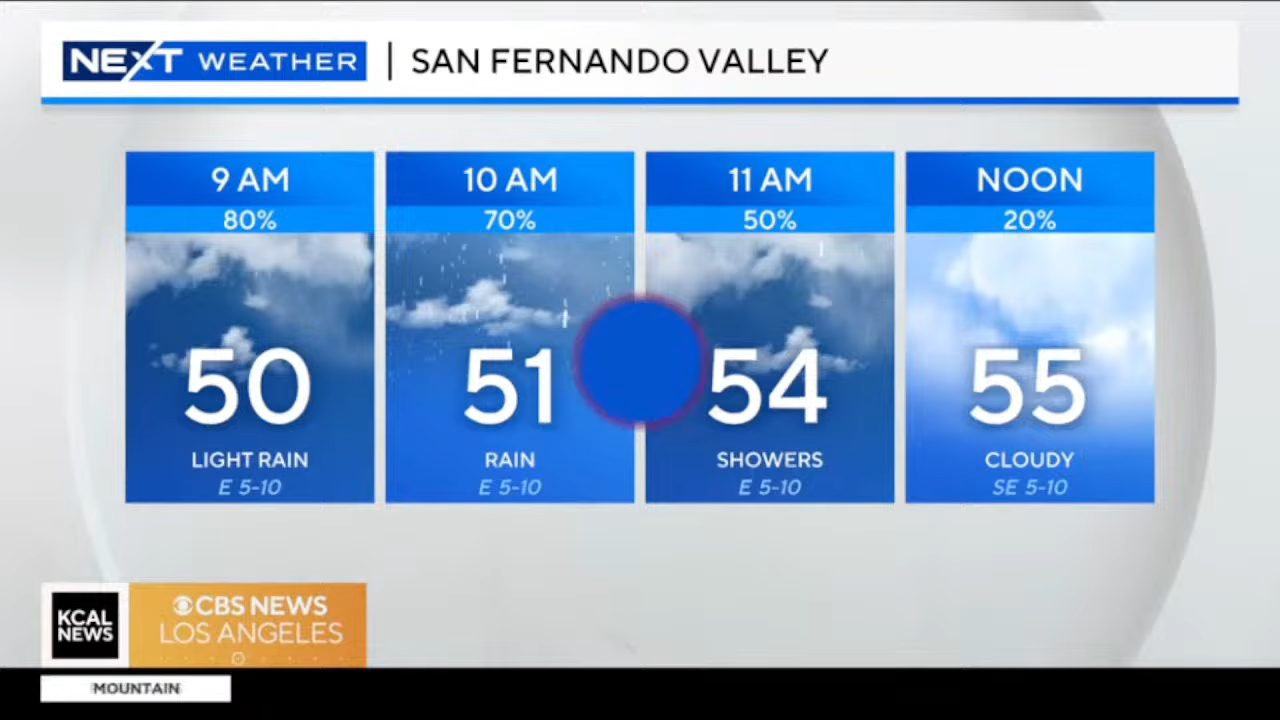 NEXT WEATHER | SAN FERNANDO VALLEY
9 AM
80%
50
LIGHT RAIN
E 5-10
10 AM
70%
51
RAIN
E 5-10
11 AM
50%
54
SHOWERS
E 5-10
NOON
20%
55
CLOUDY
SE 5-10
KCAL
NEWS
CBS NEWS
LOS ANGELES
MOUNTAIN